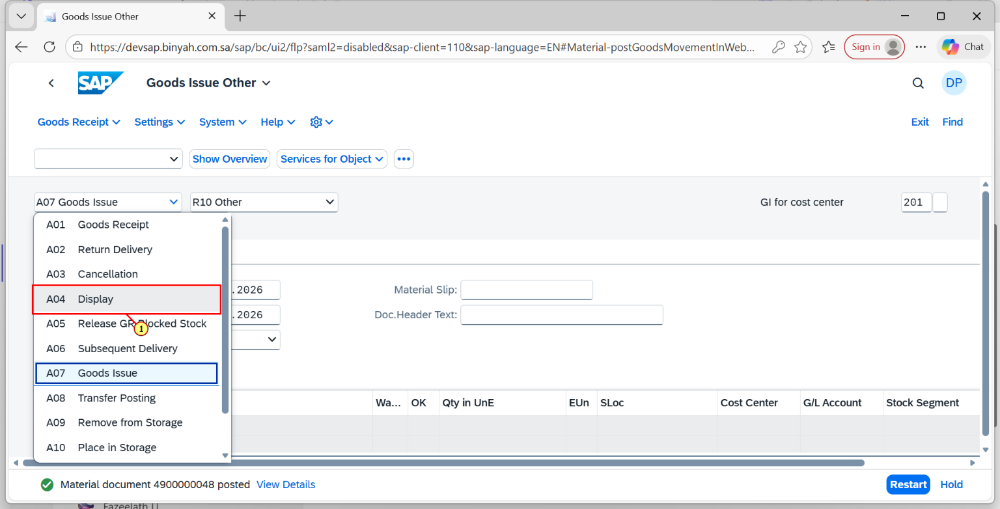 Goods Issue Other
https://devsap.binyah.com.sa/sap/bc/ui2/flp?saml2=disabled&sap-client=110&sap-language=EN#Material-postGoodsMovementInWeb...
Sign in
Chat
SAP
Goods Issue Other
DP
Goods Receipt
Settings
System
Help
Exit
Find
Show Overview
Services for Object
A07 Goods Issue
R10 Other
GI for cost center
201
A01 Goods Receipt
A02 Return Delivery
A03 Cancellation
A04 Display
A05 Release GR Blocked Stock
1
A06 Subsequent Delivery
A07 Goods Issue
A08 Transfer Posting
A09 Remove from Storage
A10 Place in Storage
.2026
Material Slip:
.2026
Doc.Header Text:
Wa...
OK
Qty in UnE
EUn
SLoc
Cost Center
G/L Account
Stock Segment
Material document 4900000048 posted
View Details
Restart
Hold